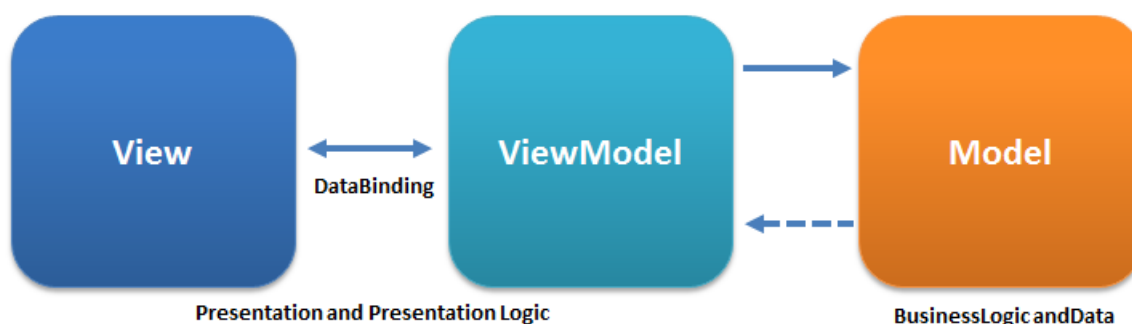 View
ViewModel
Model
DataBinding
Presentation and Presentation Logic
BusinessLogic andData